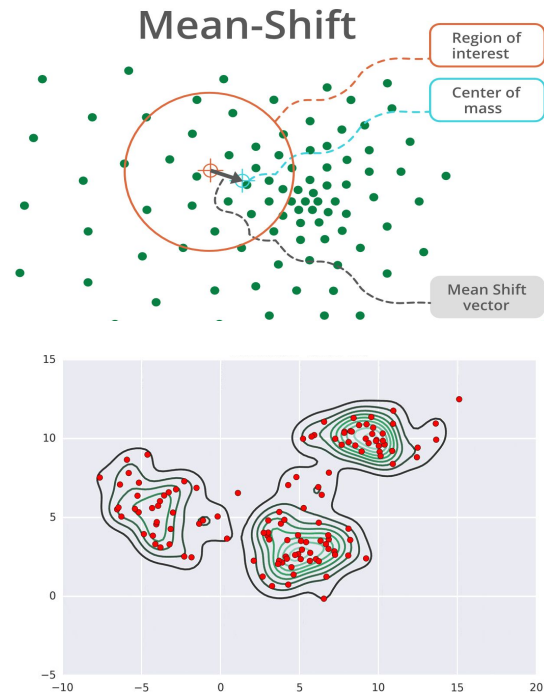 Mean-Shift
Region of
interest
Center of
mass
Mean Shift
vector
15
10
5
0
−5
−10
−5
0
5
10
15
20